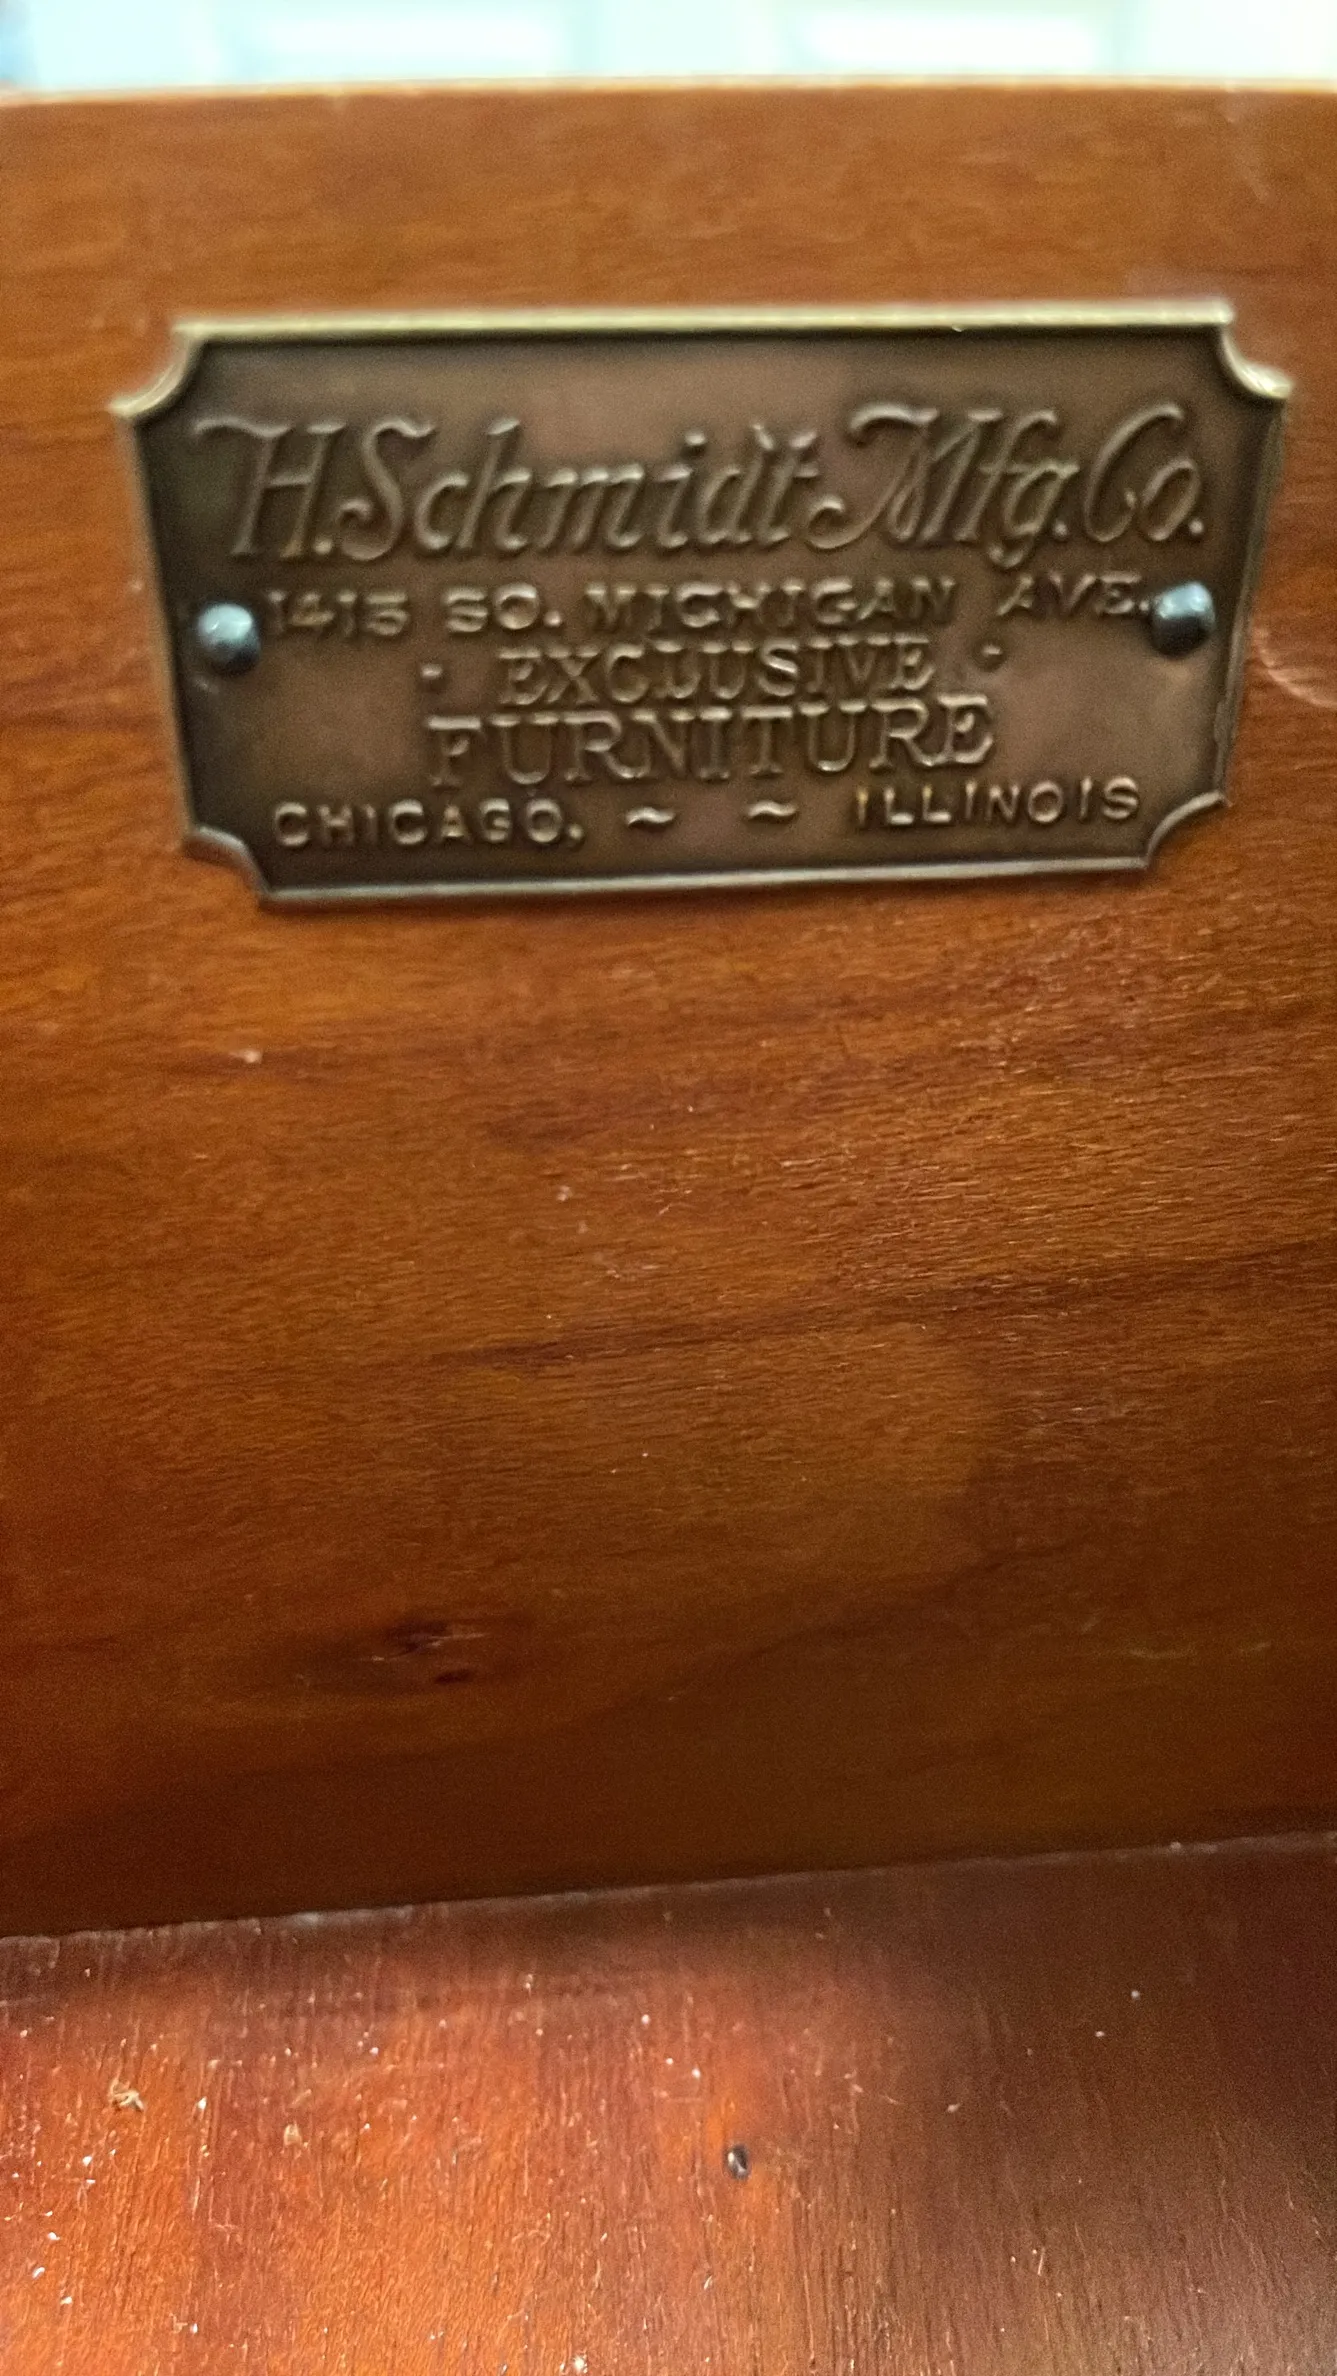 H. Schmidt Mfg. Co.
1415 SO. MICHIGAN AVE.
· EXCLUSIVE ·
FURNITURE
CHICAGO, ~ ~ ILLINOIS